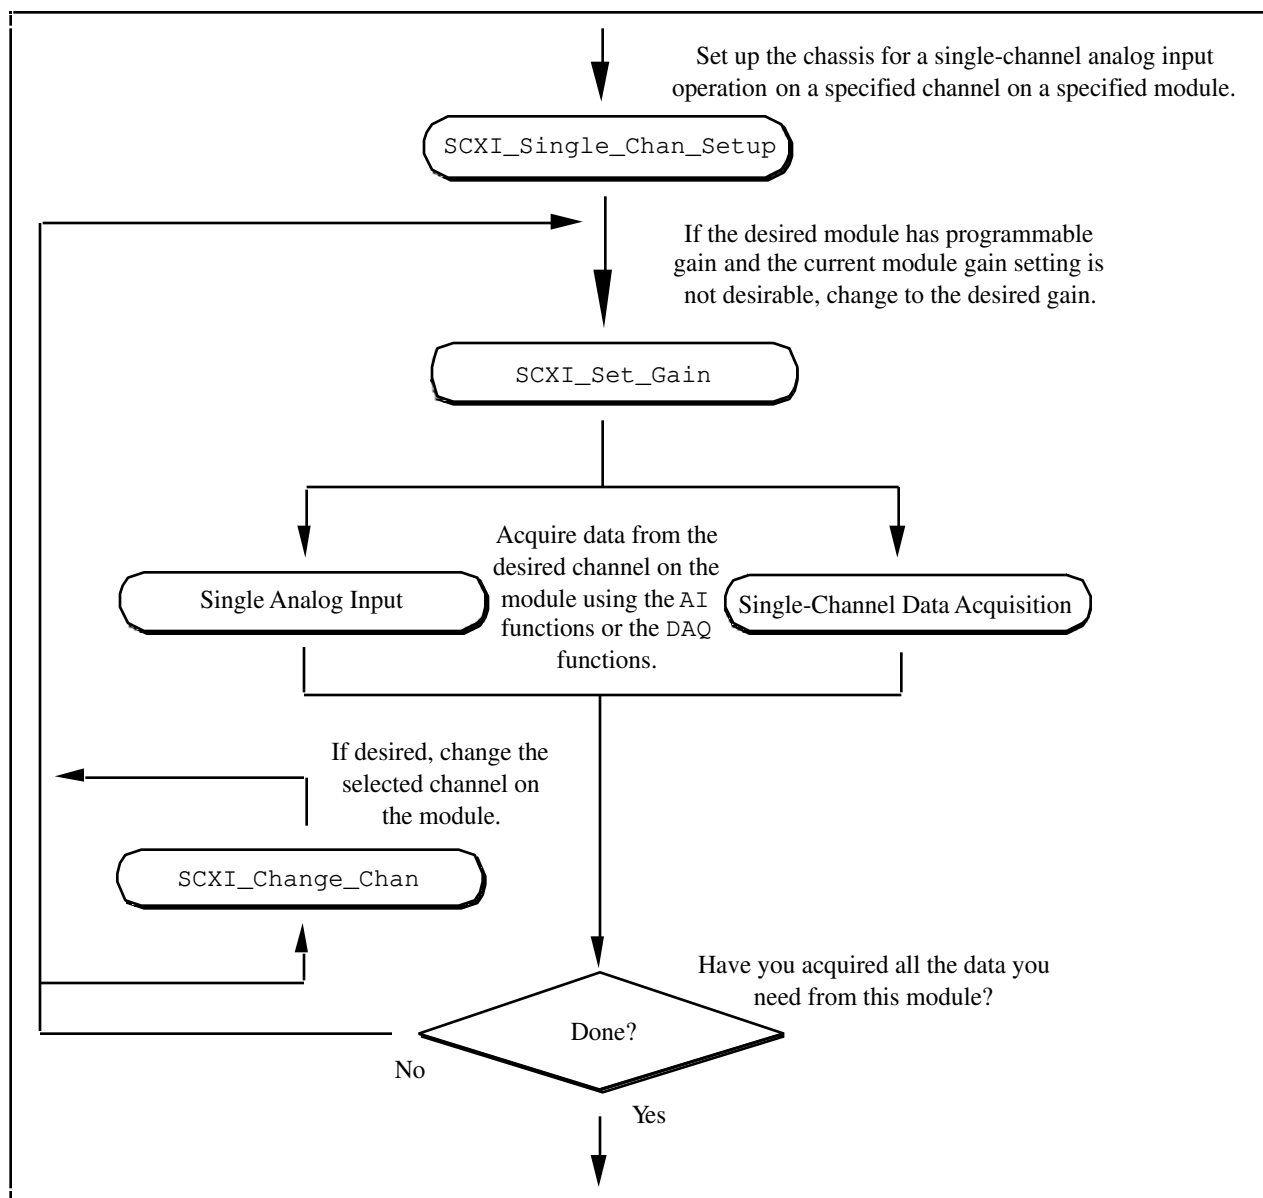 Set up the chassis for a single-channel analog input
operation on a specified channel on a specified module.
SCXI_Single_Chan_Setup
If the desired module has programmable
gain and the current module gain setting is
not desirable, change to the desired gain.
SCXI_Set_Gain
Acquire data from the
desired channel on the
module using the AI
functions or the DAQ
functions.
Single Analog Input
Single-Channel Data Acquisition
If desired, change the
selected channel on
the module.
SCXI_Change_Chan
Have you acquired all the data you
need from this module?
Done?
No
Yes